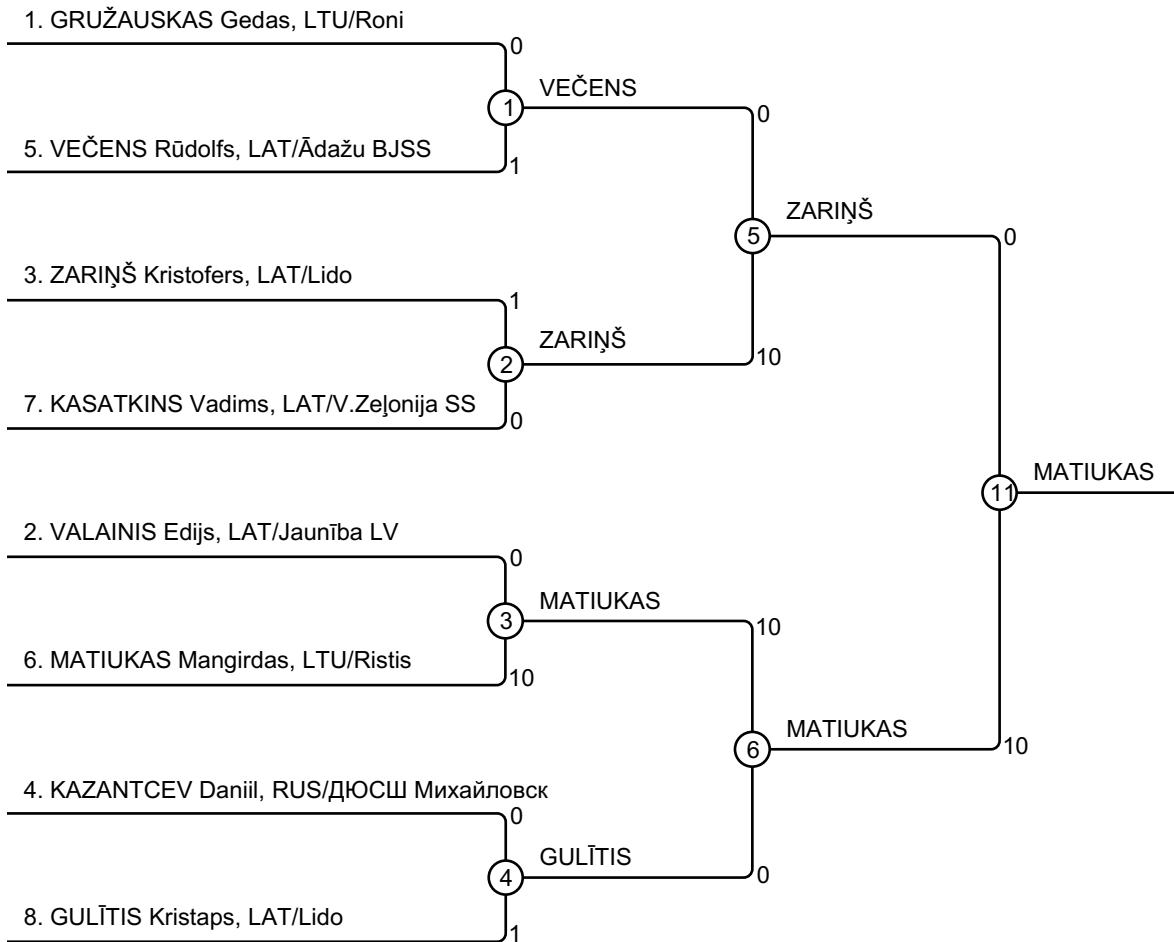 1. GRUŽAUSKAS Gedas, LTU/Roni
0
1
VEČENS
0
5. VEČENS Rūdolfs, LAT/Ādažu BJSS
1
5
ZARIŅŠ
0
3. ZARIŅŠ Kristofers, LAT/Lido
1
2
ZARIŅŠ
10
7. KASATKINS Vadims, LAT/V.Zeļonija SS
0
11
MATIUKAS
2. VALAINIS Edijs, LAT/Jaunība LV
0
3
MATIUKAS
10
6. MATIUKAS Mangirdas, LTU/Ristis
10
6
MATIUKAS
10
4. KAZANTCEV Daniil, RUS/ДЮСШ Михайловск
0
4
GULĪTIS
0
8. GULĪTIS Kristaps, LAT/Lido
1